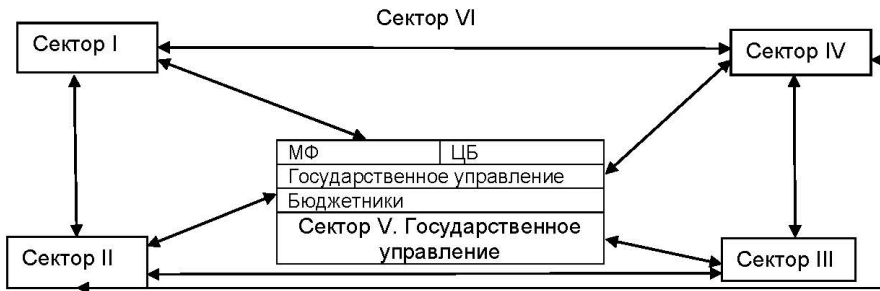 Сектор VI
Сектор I
Сектор IV
МФ ЦБ
Государственное управление
Бюджетники
Сектор V. Государственное
управление
Сектор II
Сектор III